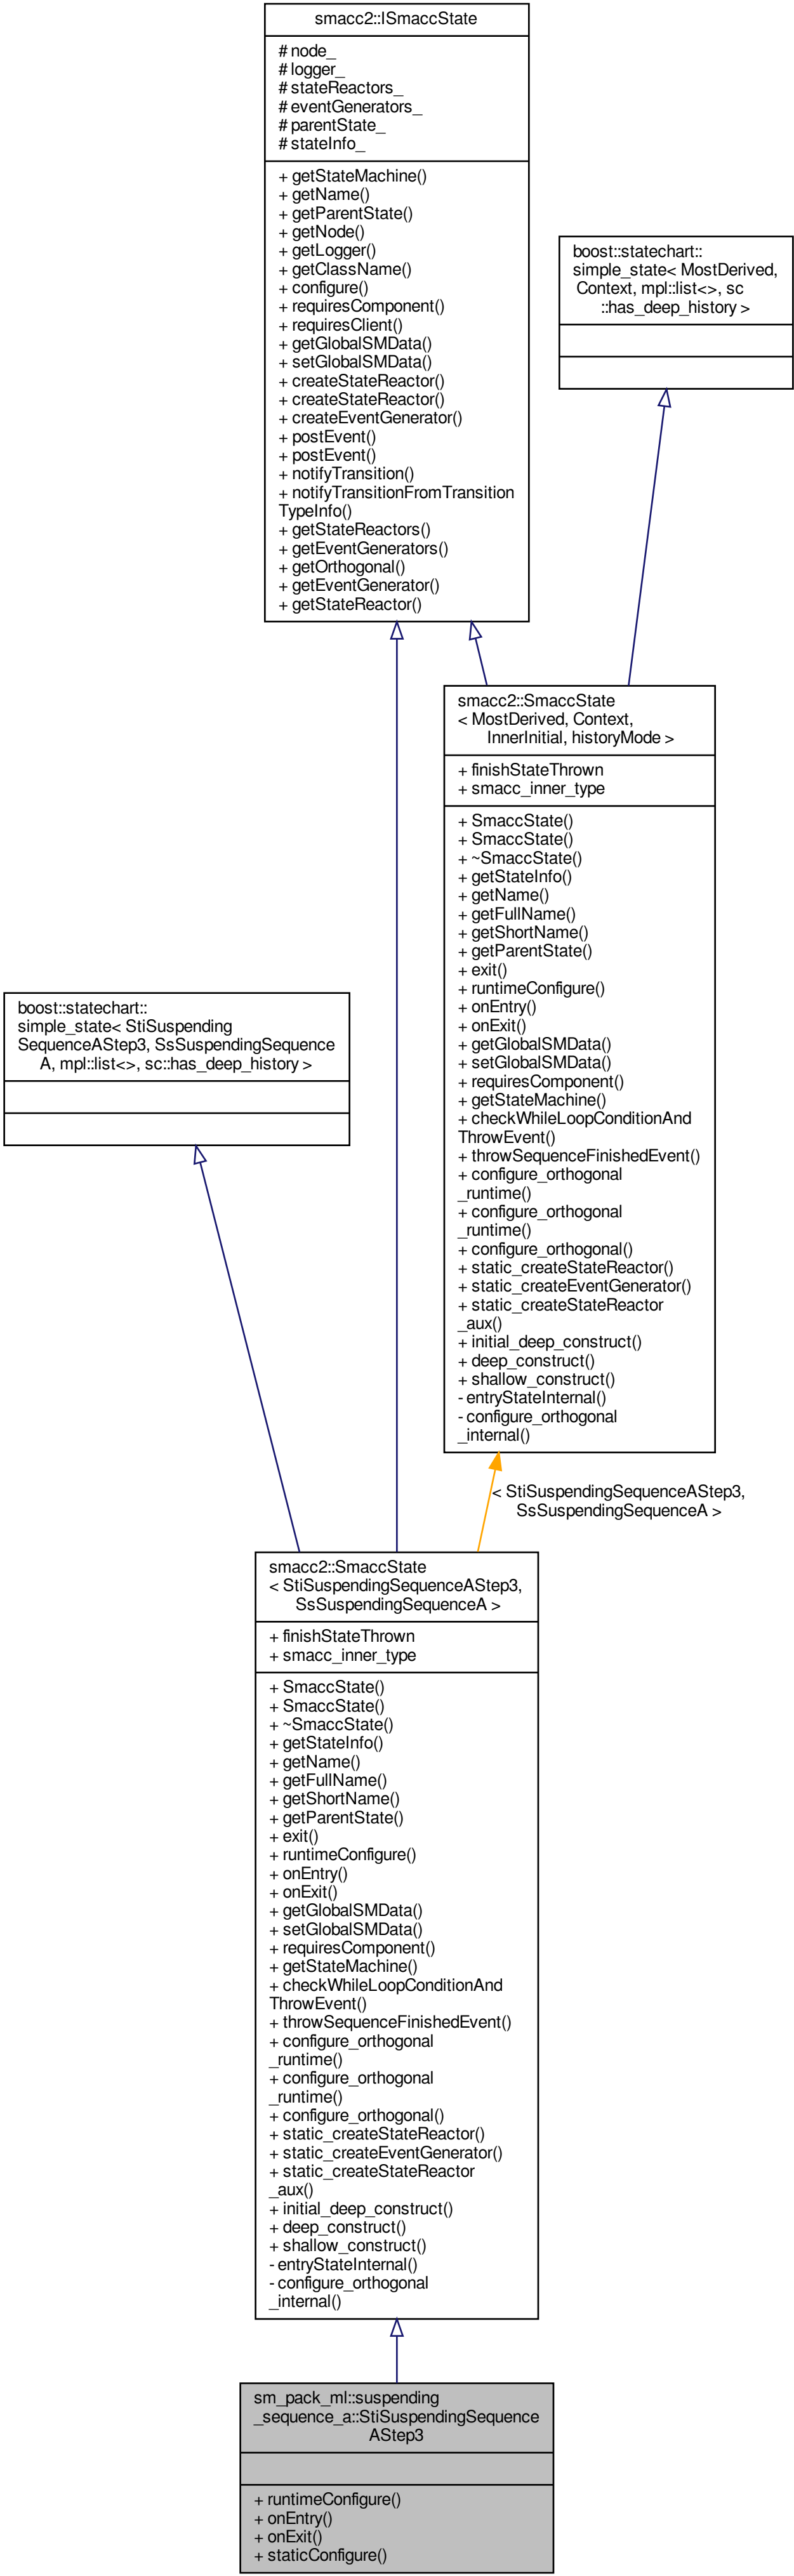 smacc2::ISmaccState
# node_
# logger_
# stateReactors_
# eventGenerators_
# parentState_
# stateInfo_
+ getStateMachine()
+ getName()
+ getParentState()
+ getNode()
+ getLogger()
+ getClassName()
+ configure()
+ requiresComponent()
+ requiresClient()
+ getGlobalSMData()
+ setGlobalSMData()
+ createStateReactor()
+ createStateReactor()
+ createEventGenerator()
+ postEvent()
+ postEvent()
+ notifyTransition()
+ notifyTransitionFromTransition
TypeInfo()
+ getStateReactors()
+ getEventGenerators()
+ getOrthogonal()
+ getEventGenerator()
+ getStateReactor()
boost::statechart::
simple_state< MostDerived,
Context, mpl::list<>, sc
::has_deep_history >
smacc2::SmaccState
< MostDerived, Context,
InnerInitial, historyMode >
+ finishStateThrown
+ smacc_inner_type
+ SmaccState()
+ SmaccState()
+ ~SmaccState()
+ getStateInfo()
+ getName()
+ getFullName()
+ getShortName()
+ getParentState()
+ exit()
+ runtimeConfigure()
+ onEntry()
+ onExit()
+ getGlobalSMData()
+ setGlobalSMData()
+ requiresComponent()
+ getStateMachine()
+ checkWhileLoopConditionAnd
ThrowEvent()
+ throwSequenceFinishedEvent()
+ configure_orthogonal
_runtime()
+ configure_orthogonal
_runtime()
+ configure_orthogonal()
+ static_createStateReactor()
+ static_createEventGenerator()
+ static_createStateReactor
_aux()
+ initial_deep_construct()
+ deep_construct()
+ shallow_construct()
- entryStateInternal()
- configure_orthogonal
_internal()
boost::statechart::
simple_state< StiSuspending
SequenceAStep3, SsSuspendingSequence
A, mpl::list<>, sc::has_deep_history >
< StiSuspendingSequenceAStep3,
SsSuspendingSequenceA >
smacc2::SmaccState
< StiSuspendingSequenceAStep3,
SsSuspendingSequenceA >
+ finishStateThrown
+ smacc_inner_type
+ SmaccState()
+ SmaccState()
+ ~SmaccState()
+ getStateInfo()
+ getName()
+ getFullName()
+ getShortName()
+ getParentState()
+ exit()
+ runtimeConfigure()
+ onEntry()
+ onExit()
+ getGlobalSMData()
+ setGlobalSMData()
+ requiresComponent()
+ getStateMachine()
+ checkWhileLoopConditionAnd
ThrowEvent()
+ throwSequenceFinishedEvent()
+ configure_orthogonal
_runtime()
+ configure_orthogonal
_runtime()
+ configure_orthogonal()
+ static_createStateReactor()
+ static_createEventGenerator()
+ static_createStateReactor
_aux()
+ initial_deep_construct()
+ deep_construct()
+ shallow_construct()
- entryStateInternal()
- configure_orthogonal
_internal()
sm_pack_ml::suspending
_sequence_a::StiSuspendingSequence
AStep3
+ runtimeConfigure()
+ onEntry()
+ onExit()
+ staticConfigure()